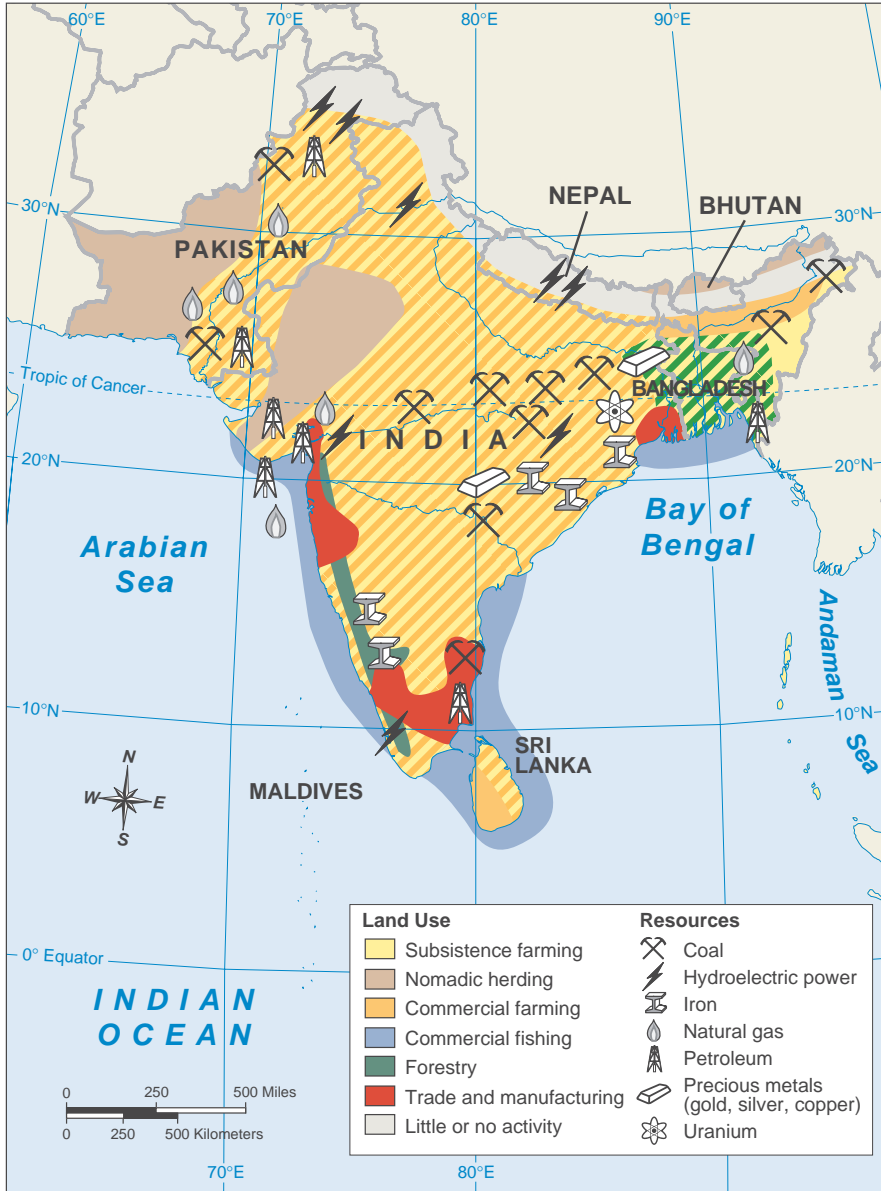 60°E
70°E
80°E
90°E
30°N
30°N
NEPAL
BHUTAN
PAKISTAN
Tropic of Cancer
BANGLADESH
INDIA
20°N
20°N
Arabian
Sea
Bay of
Bengal
Andaman
Sea
10°N
10°N
SRI
LANKA
MALDIVES
N
W
E
S
0° Equator
INDIAN
OCEAN
0
250
500 Miles
0
250
500 Kilometers
70°E
80°E
Land Use
Subsistence farming
Nomadic herding
Commercial farming
Commercial fishing
Forestry
Trade and manufacturing
Little or no activity
Resources
Coal
Hydroelectric power
Iron
Natural gas
Petroleum
Precious metals
(gold, silver, copper)
Uranium